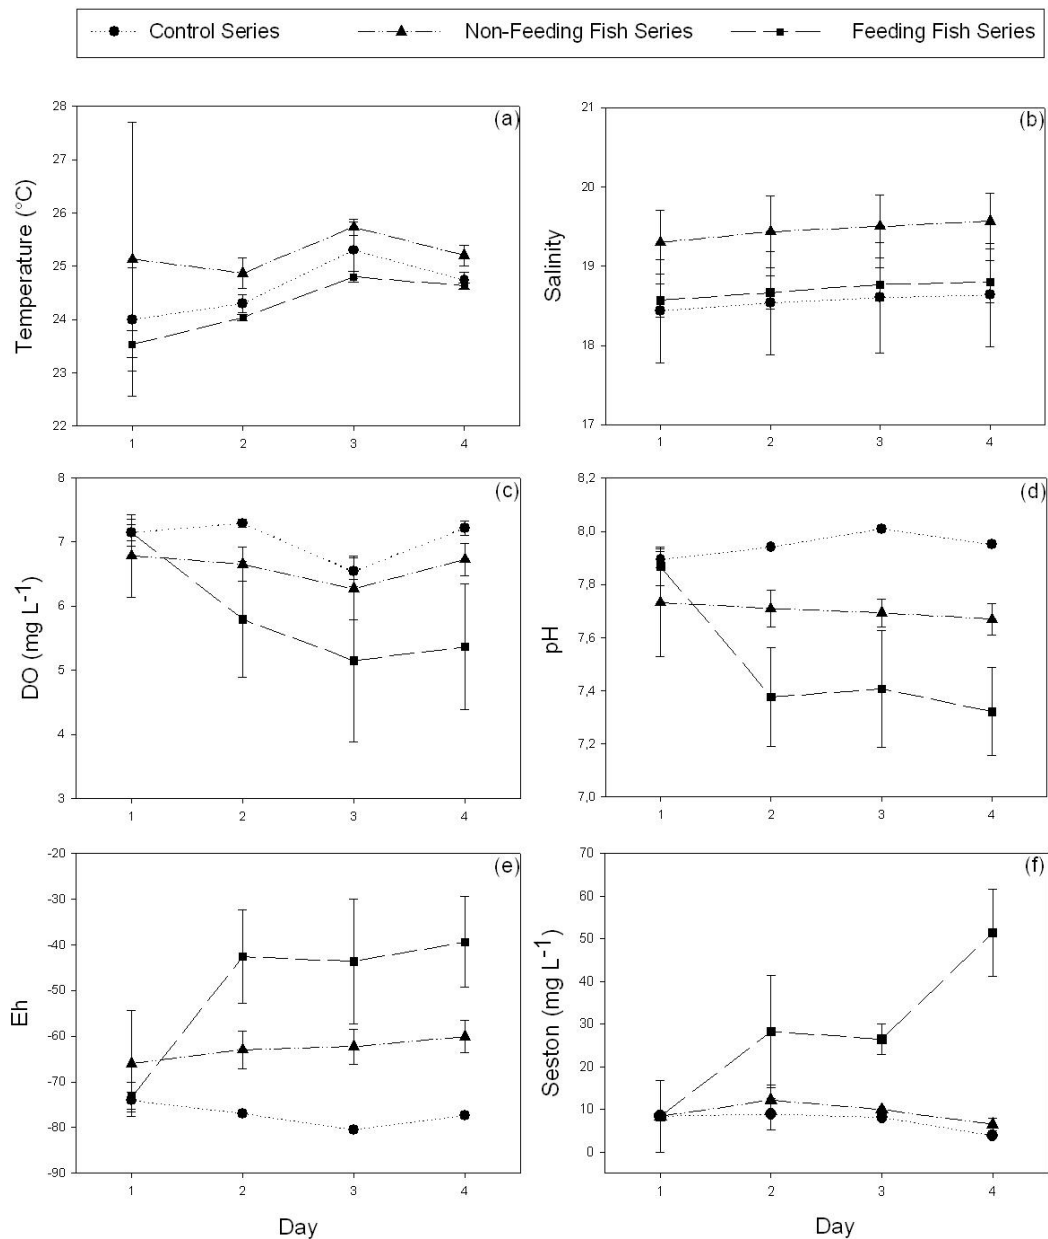 Control Series Non-Feeding Fish Series Feeding Fish Series
(a)
Temperature (°C)
28
27
26
25
24
23
22
1 2 3 4
(b)
Salinity
21
20
19
18
17
1 2 3 4
(c)
DO (mg L-1)
8
7
6
5
4
3
1 2 3 4
(d)
pH
8,2
8,0
7,8
7,6
7,4
7,2
7,0
1 2 3 4
(e)
Eh
-20
-30
-40
-50
-60
-70
-80
-90
1 2 3 4
Day
(f)
Seston (mg L-1)
70
60
50
40
30
20
10
0
1 2 3 4
Day